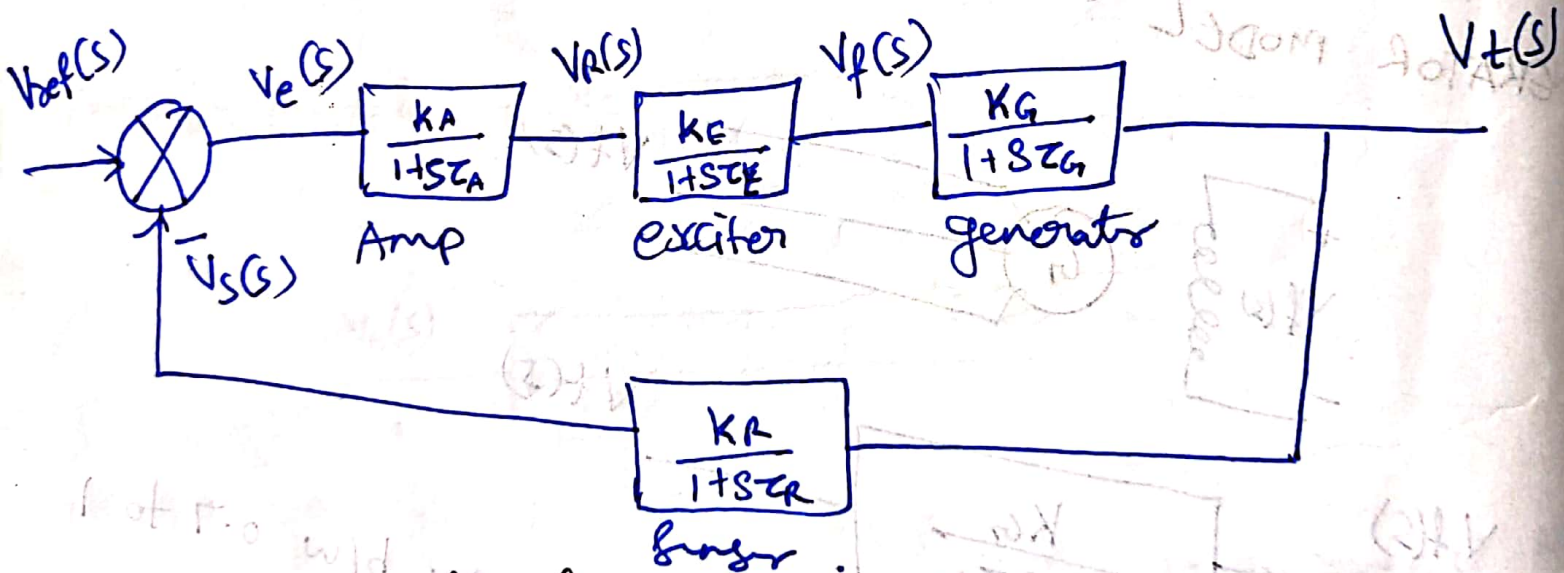 Vref(S)
Ve(S)
KA
1+SτA
Amp
VR(S)
KE
1+SτE
exciter
Vf(S)
KG
1+SτG
generator
Vt(S)
-
Vs(S)
KR
1+SτR